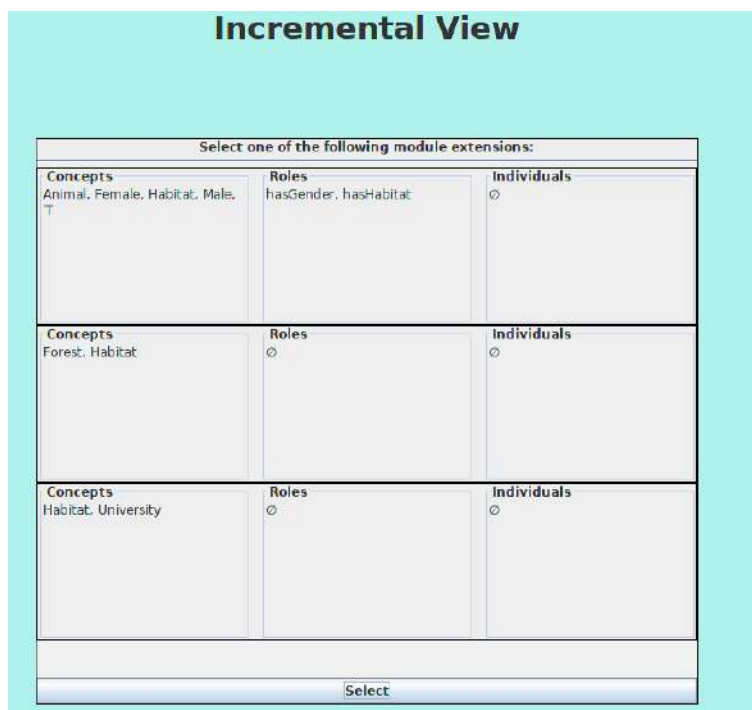 Incremental View
Select one of the following module extensions:
Concepts Roles Individuals
Animal, Female, Habitat, Male, hasGender, hasHabitat ∅
⊤
Concepts Roles Individuals
Forest, Habitat ∅ ∅
Concepts Roles Individuals
Habitat, University ∅ ∅
Select